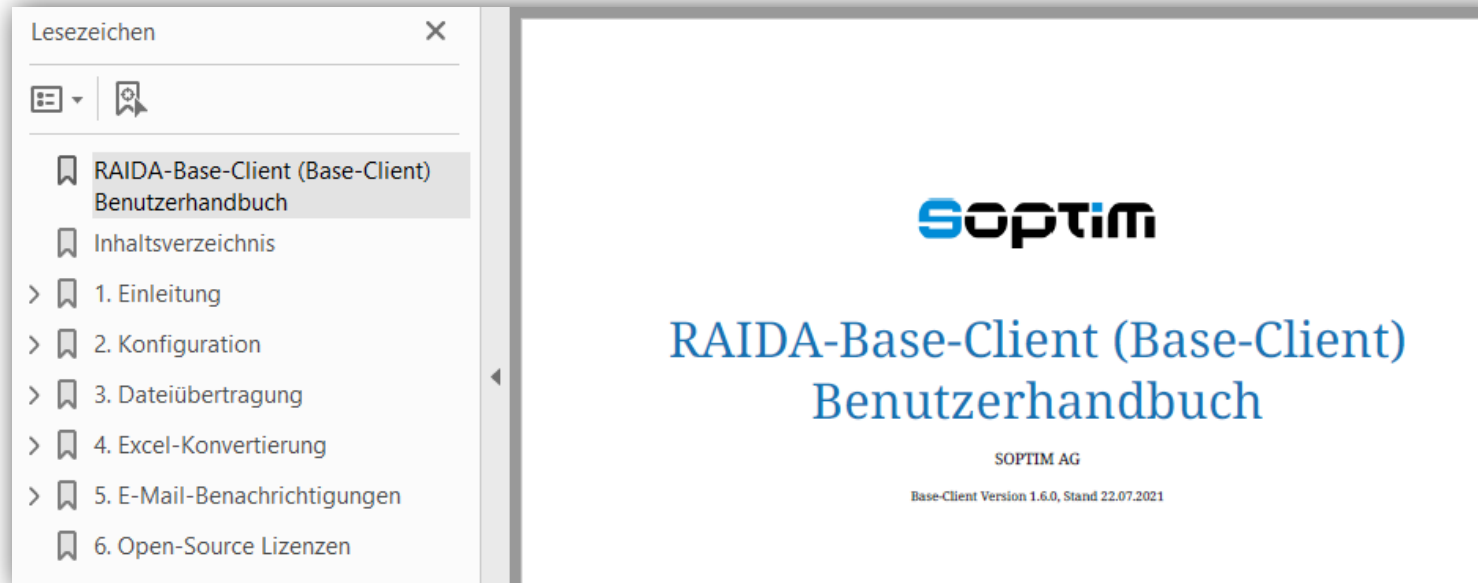 Lesezeichen
RAIDA-Base-Client (Base-Client)
Benutzerhandbuch
Inhaltsverzeichnis
1. Einleitung
2. Konfiguration
3. Dateiübertragung
4. Excel-Konvertierung
5. E-Mail-Benachrichtigungen
6. Open-Source Lizenzen
Soptim
RAIDA-Base-Client (Base-Client)
Benutzerhandbuch
SOPTIM AG
Base-Client Version 1.6.0, Stand 22.07.2021